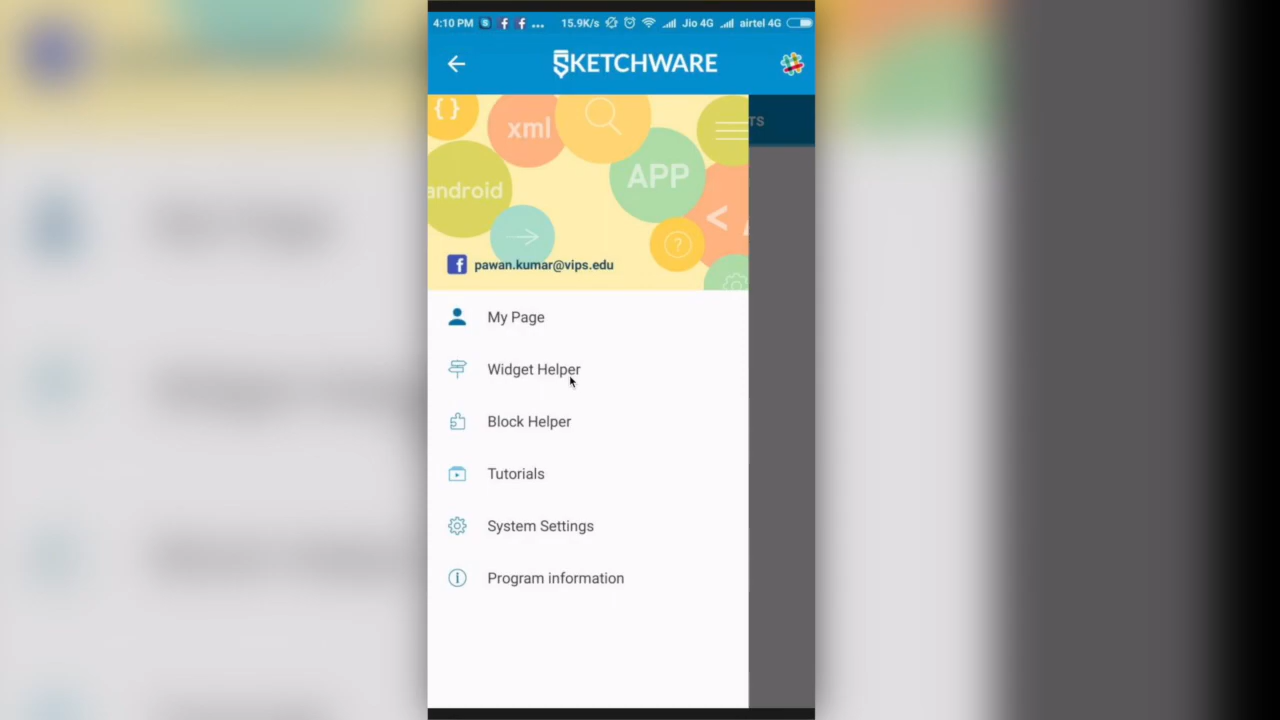 4:10 PM ... 15.9K/s Jio 4G airtel 4G
SKETCHWARE
{ } xml
TS
android APP
< /
?
f pawan.kumar@vips.edu
My Page
Widget Helper
Block Helper
Tutorials
System Settings
Program information